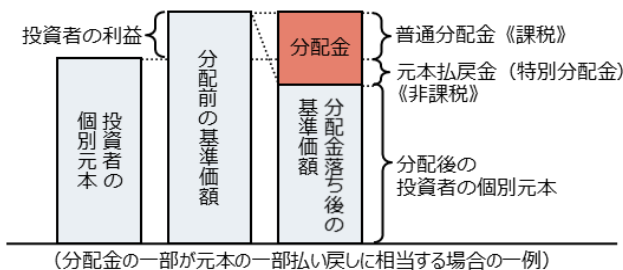 投資者の利益
投資者の
個別元本
分配前の基準価額
分配金
分配金落ち後の
基準価額
普通分配金《課税》
元本払戻金（特別分配金）
《非課税》
分配後の
投資者の個別元本
（分配金の一部が元本の一部払い戻しに相当する場合の一例）